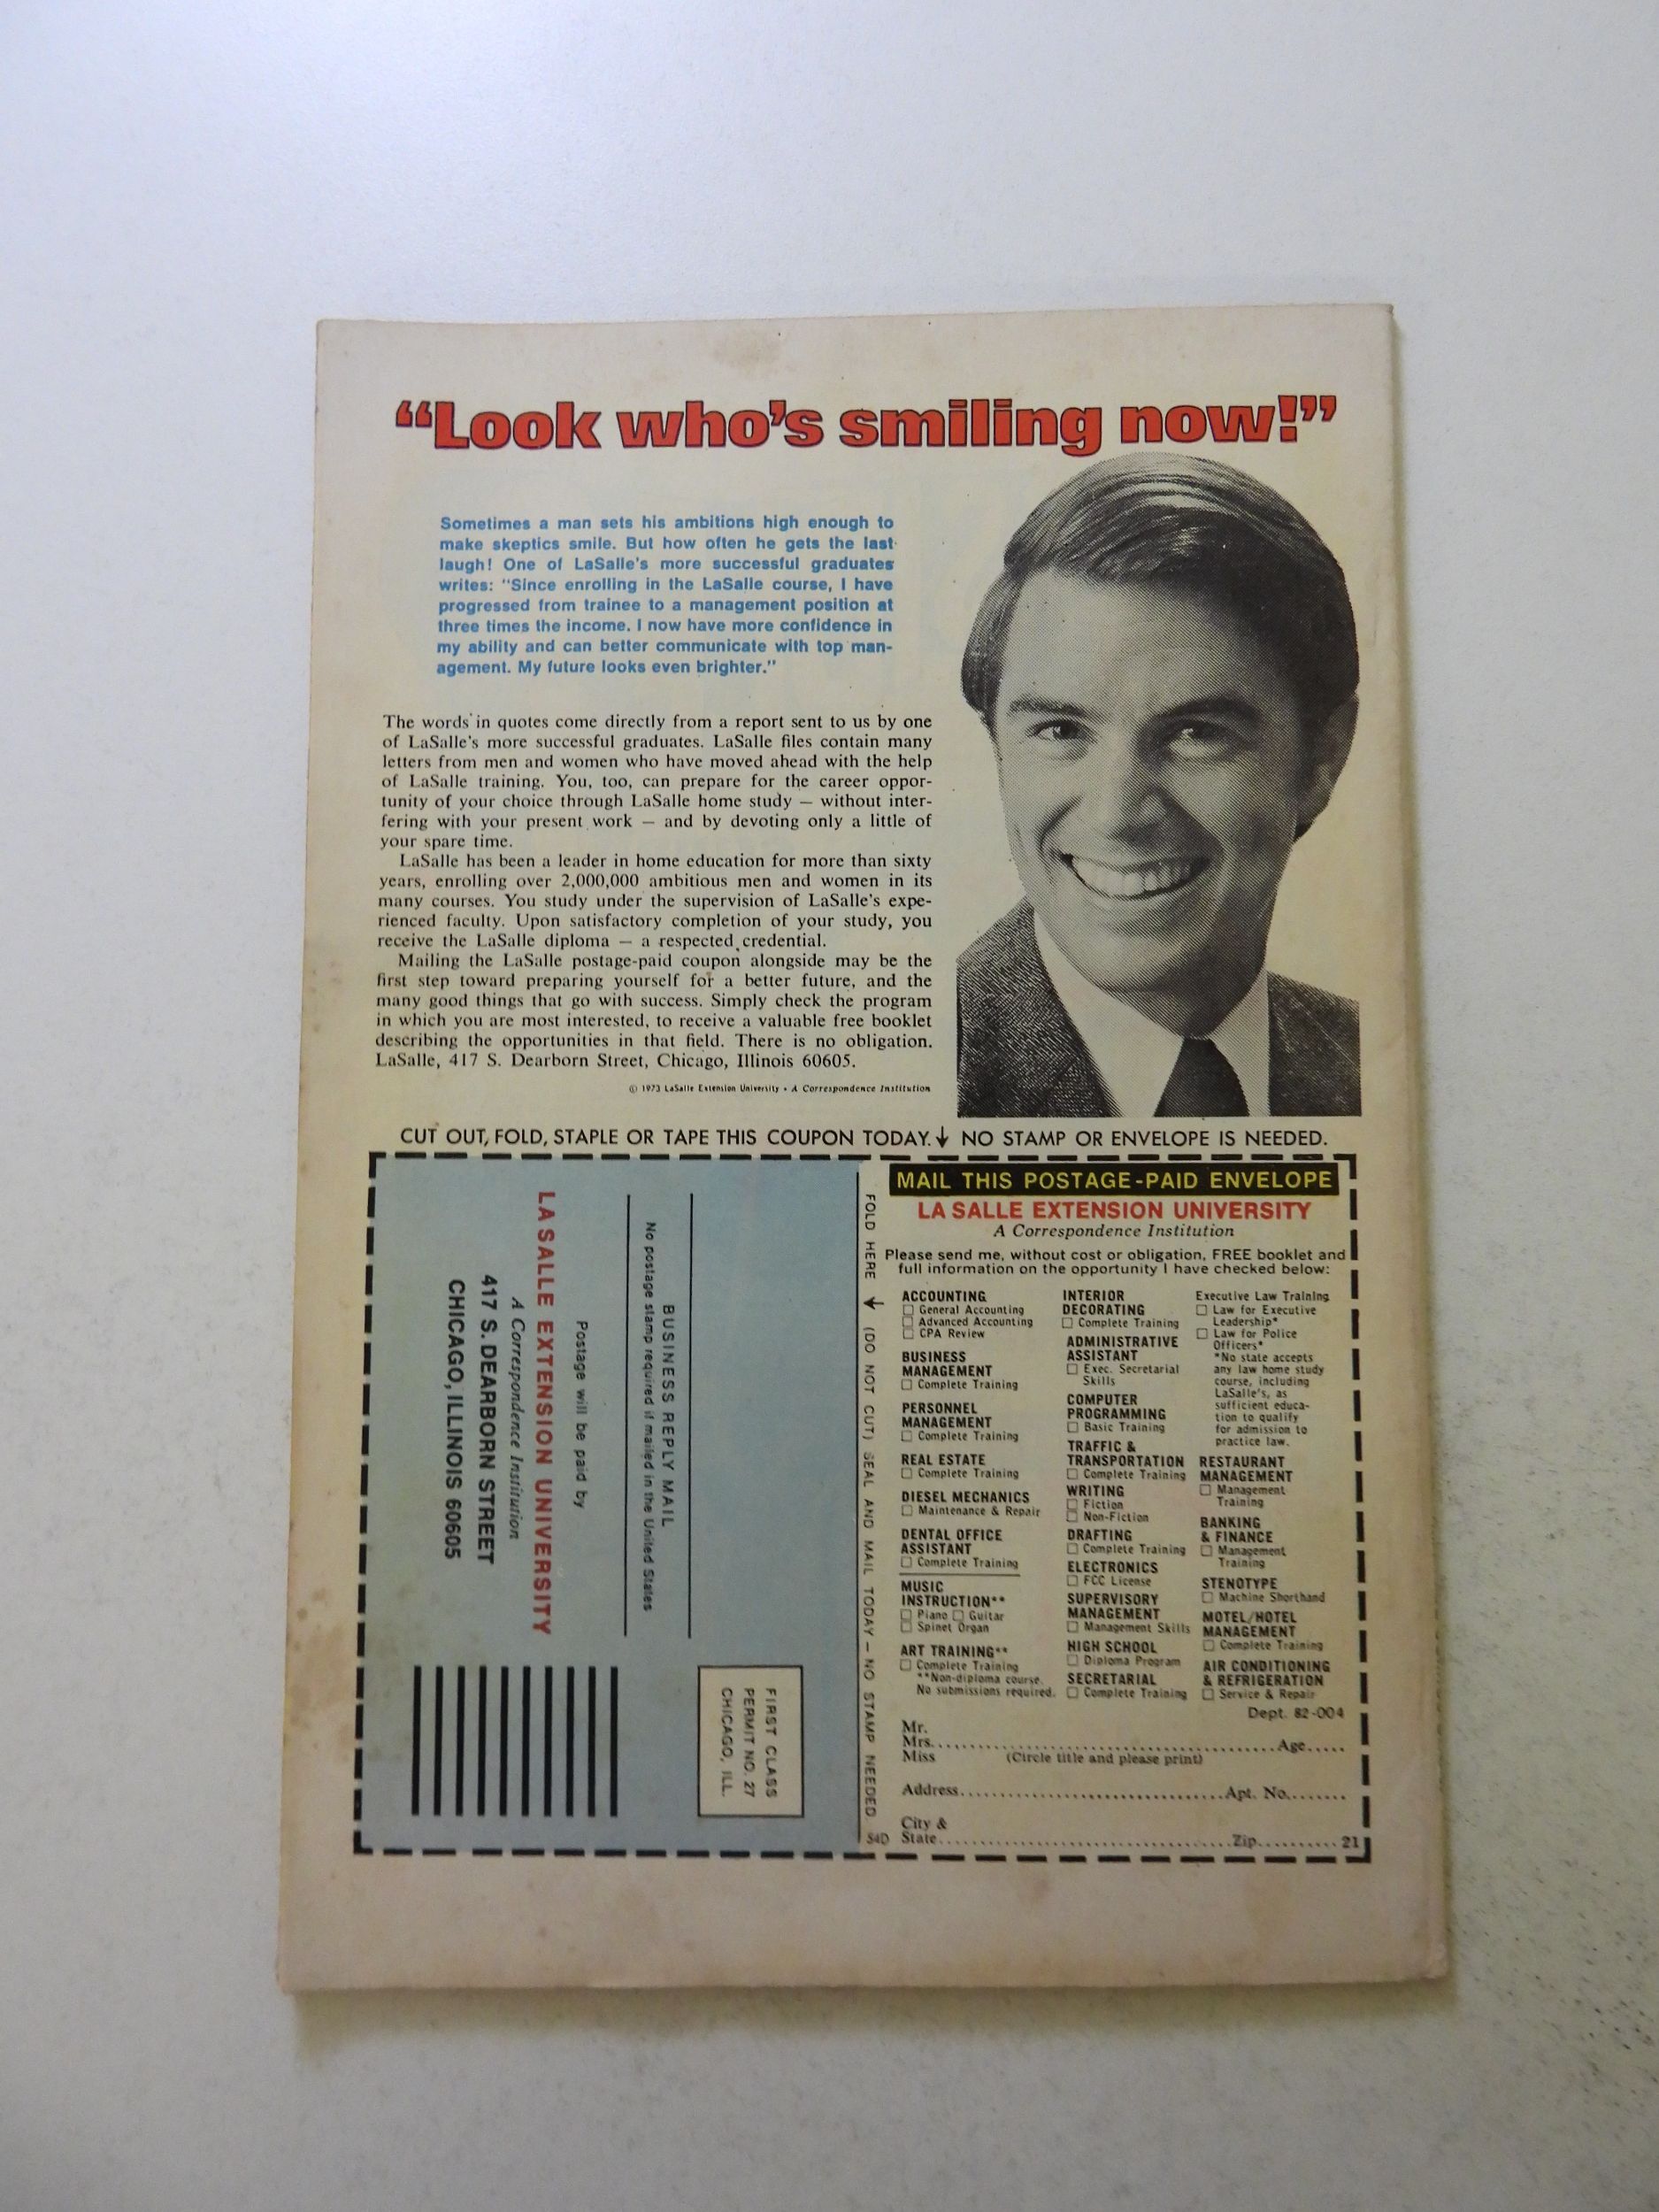 “Look who’s smiling now!”
Sometimes a man sets his ambitions high enough to
make skeptics smile. But how often he gets the last
laugh! One of LaSalle's more successful graduates
writes: "Since enrolling in the LaSalle course, I have
progressed from trainee to a management position at
three times the income. I now have more confidence in
my ability and can better communicate with top man-
agement. My future looks even brighter."
The words in quotes come directly from a report sent to us by one
of LaSalle's more successful graduates. LaSalle files contain many
letters from men and women who have moved ahead with the help
of LaSalle training. You, too, can prepare for the career oppor-
tunity of your choice through LaSalle home study — without inter-
fering with your present work — and by devoting only a little of
your spare time.
LaSalle has been a leader in home education for more than sixty
years, enrolling over 2,000,000 ambitious men and women in its
many courses. You study under the supervision of LaSalle's expe-
rienced faculty. Upon satisfactory completion of your study, you
receive the LaSalle diploma — a respected credential.
Mailing the LaSalle postage-paid coupon alongside may be the
first step toward preparing yourself for a better future, and the
many good things that go with success. Simply check the program
in which you are most interested, to receive a valuable free booklet
describing the opportunities in that field. There is no obligation.
LaSalle, 417 S. Dearborn Street, Chicago, Illinois 60605.
© 1973 LaSalle Extension University • A Correspondence Institution
CUT OUT, FOLD, STAPLE OR TAPE THIS COUPON TODAY. ↓ NO STAMP OR ENVELOPE IS NEEDED.
FIRST CLASS
PERMIT NO. 27
CHICAGO, ILL.
BUSINESS REPLY MAIL
No postage stamp required if mailed in the United States
Postage will be paid by
LA SALLE EXTENSION UNIVERSITY
A Correspondence Institution
417 S. DEARBORN STREET
CHICAGO, ILLINOIS 60605
FOLD HERE ↓ (DO NOT CUT) SEAL AND MAIL TODAY — NO STAMP NEEDED
S4D
MAIL THIS POSTAGE-PAID ENVELOPE
LA SALLE EXTENSION UNIVERSITY
A Correspondence Institution
Please send me, without cost or obligation, FREE booklet and
full information on the opportunity I have checked below:
ACCOUNTING
☐ General Accounting
☐ Advanced Accounting
☐ CPA Review
BUSINESS
MANAGEMENT
☐ Complete Training
PERSONNEL
MANAGEMENT
☐ Complete Training
REAL ESTATE
☐ Complete Training
DIESEL MECHANICS
☐ Maintenance & Repair
DENTAL OFFICE
ASSISTANT
☐ Complete Training
MUSIC
INSTRUCTION**
☐ Piano ☐ Guitar
☐ Spinet Organ
ART TRAINING**
☐ Complete Training
**Non-diploma course.
No submissions required.
INTERIOR
DECORATING
☐ Complete Training
ADMINISTRATIVE
ASSISTANT
☐ Exec. Secretarial
Skills
COMPUTER
PROGRAMMING
☐ Basic Training
TRAFFIC &
TRANSPORTATION
☐ Complete Training
WRITING
☐ Fiction
☐ Non-Fiction
DRAFTING
☐ Complete Training
ELECTRONICS
☐ FCC License
SUPERVISORY
MANAGEMENT
☐ Management Skills
HIGH SCHOOL
☐ Diploma Program
SECRETARIAL
☐ Complete Training
Executive Law Training
☐ Law for Executive
Leadership*
☐ Law for Police
Officers*
*No state accepts
any law home study
course, including
LaSalle's, as
sufficient educa-
tion to qualify
for admission to
practice law.
RESTAURANT
MANAGEMENT
☐ Management
Training
BANKING
& FINANCE
☐ Management
Training
STENOTYPE
☐ Machine Shorthand
MOTEL/HOTEL
MANAGEMENT
☐ Complete Training
AIR CONDITIONING
& REFRIGERATION
☐ Service & Repair
Dept. 82-004
Mr.
Mrs. Age
Miss (Circle title and please print)
Address Apt. No.
City &
State Zip 21